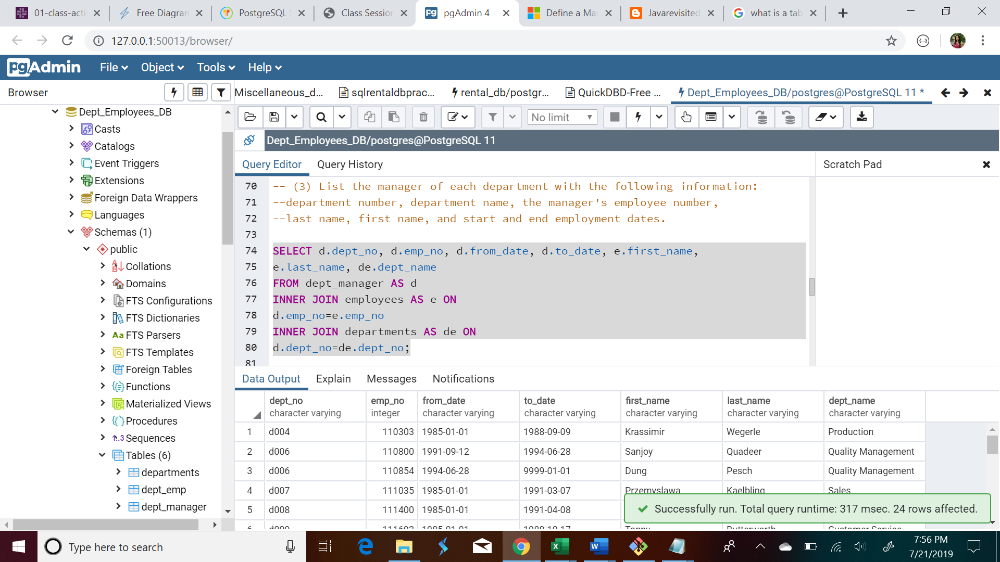 01-class-acti
Free Diagram
PostgreSQL S
Class Session
pgAdmin 4
Define a Man
Javarevisited
what is a tab
127.0.0.1:50013/browser/
pgAdmin
File
Object
Tools
Help
Browser
Miscellaneous_d...
sqlrentaldbprac...
rental_db/postgr...
QuickDBD-Free ...
Dept_Employees_DB/postgres@PostgreSQL 11 *
No limit
Dept_Employees_DB/postgres@PostgreSQL 11
Query Editor
Query History
Scratch Pad
Dept_Employees_DB
Casts
Catalogs
Event Triggers
Extensions
Foreign Data Wrappers
Languages
Schemas (1)
public
Collations
Domains
FTS Configurations
FTS Dictionaries
Aa FTS Parsers
FTS Templates
Foreign Tables
Functions
Materialized Views
Procedures
1..3 Sequences
Tables (6)
departments
dept_emp
dept_manager
70 -- (3) List the manager of each department with the following information:
71 --department number, department name, the manager's employee number,
72 --last name, first name, and start and end employment dates.
73
74 SELECT d.dept_no, d.emp_no, d.from_date, d.to_date, e.first_name,
75 e.last_name, de.dept_name
76 FROM dept_manager AS d
77 INNER JOIN employees AS e ON
78 d.emp_no=e.emp_no
79 INNER JOIN departments AS de ON
80 d.dept_no=de.dept_no;
81
Data Output
Explain
Messages
Notifications
dept_no emp_no from_date to_date first_name last_name dept_name
character varying integer character varying character varying character varying character varying character varying
1 d004 110303 1985-01-01 1988-09-09 Krassimir Wegerle Production
2 d006 110800 1991-09-12 1994-06-28 Sanjoy Quadeer Quality Management
3 d006 110854 1994-06-28 9999-01-01 Dung Pesch Quality Management
4 d007 111035 1985-01-01 1991-03-07 Przemyslawa Kaelbling Sales
5 d008 111400 1985-01-01 1991-04-08
6 d009 111692 1985-01-01 1988-10-17 Tonny Butterworth Customer Service
Successfully run. Total query runtime: 317 msec. 24 rows affected.
Type here to search
7:56 PM
7/21/2019